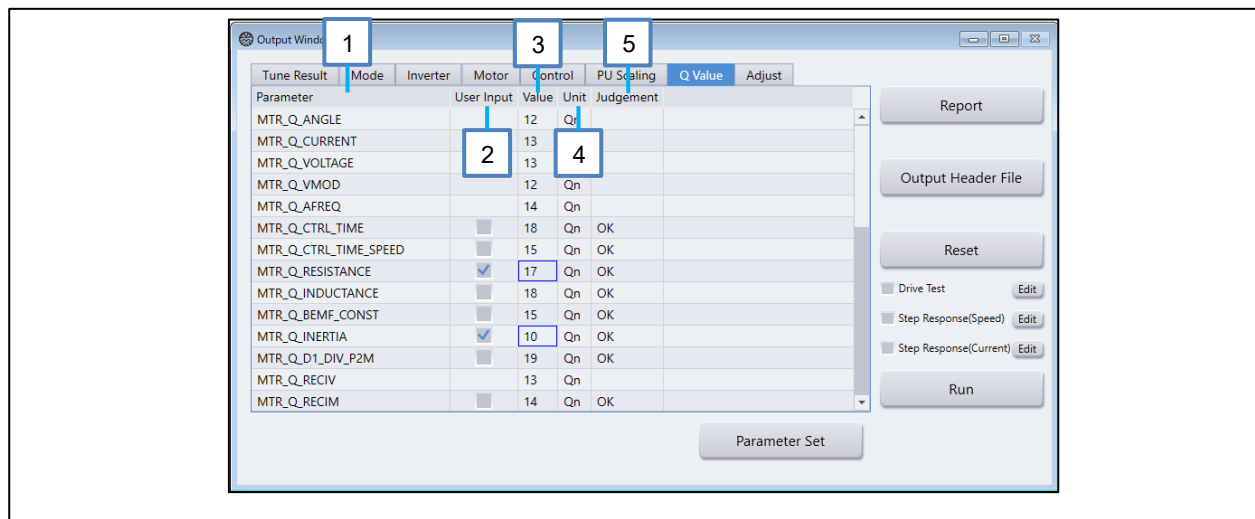 Output Windo
1
3
5
Tune Result Mode Inverter Motor Control PU Scaling Q Value Adjust
Parameter User Input Value Unit Judgement
2
4
MTR_Q_ANGLE 12 Qn
MTR_Q_CURRENT 13
MTR_Q_VOLTAGE 13
MTR_Q_VMOD 12 Qn
MTR_Q_AFREQ 14 Qn
MTR_Q_CTRL_TIME 18 Qn OK
MTR_Q_CTRL_TIME_SPEED 15 Qn OK
MTR_Q_RESISTANCE 17 Qn OK
MTR_Q_INDUCTANCE 18 Qn OK
MTR_Q_BEMF_CONST 15 Qn OK
MTR_Q_INERTIA 10 Qn OK
MTR_Q_D1_DIV_P2M 19 Qn OK
MTR_Q_RECIV 13 Qn
MTR_Q_RECIM 14 Qn OK
Report
Output Header File
Reset
Drive Test Edit
Step Response(Speed) Edit
Step Response(Current) Edit
Run
Parameter Set